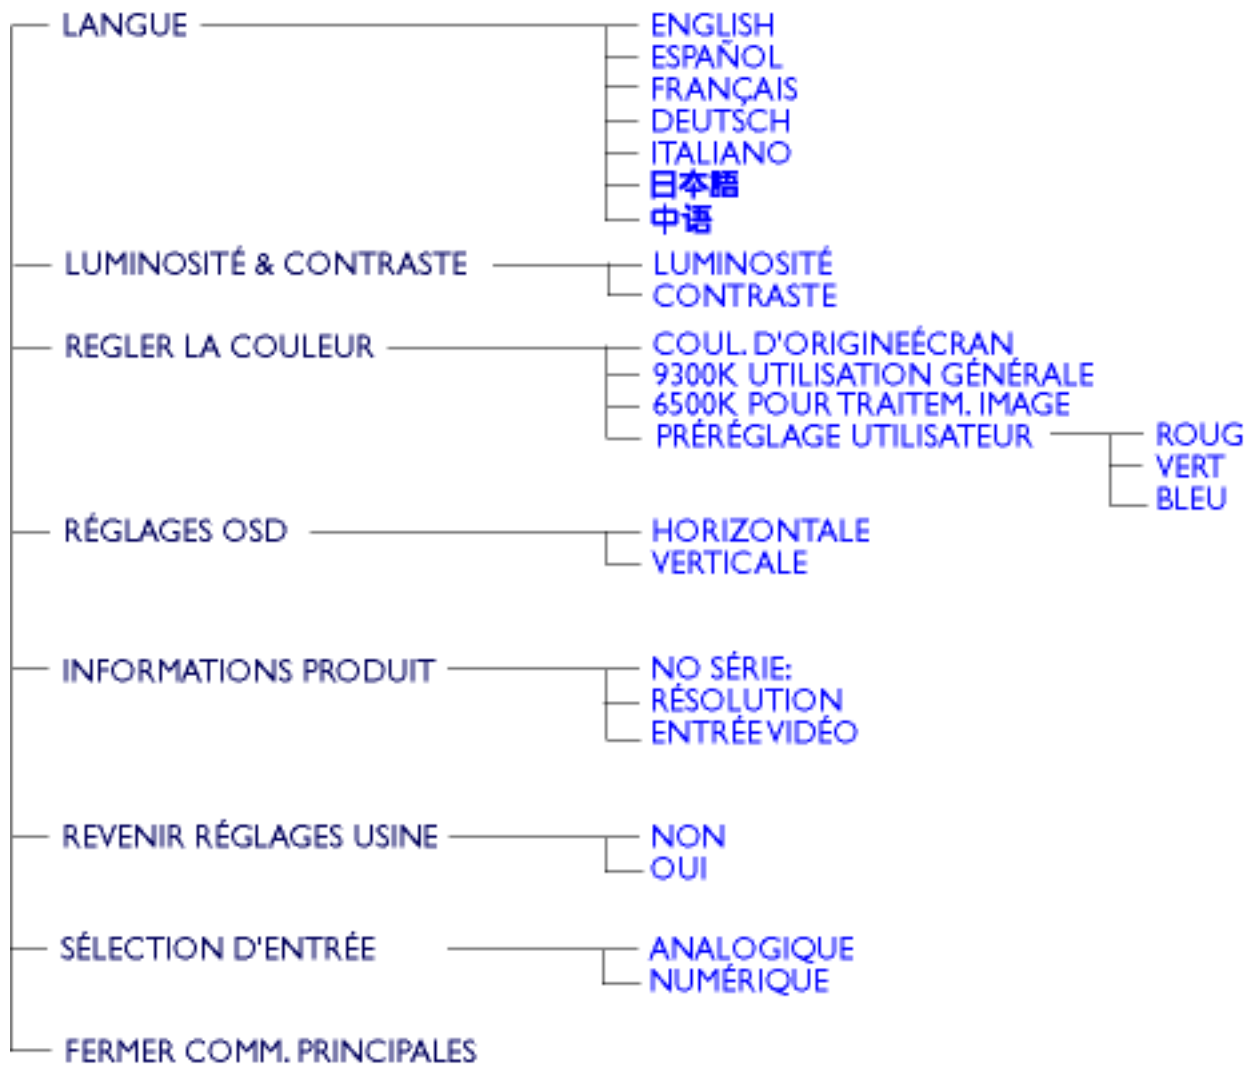 LANGUE
ENGLISH
ESPAÑOL
FRANÇAIS
DEUTSCH
ITALIANO
日本語
中语
LUMINOSITÉ & CONTRASTE
LUMINOSITÉ
CONTRASTE
REGLER LA COULEUR
COUL. D'ORIGINEÉCRAN
9300K UTILISATION GÉNÉRALE
6500K POUR TRAITEM. IMAGE
PRÉRÉGLAGE UTILISATEUR
ROUG
VERT
BLEU
RÉGLAGES OSD
HORIZONTALE
VERTICALE
INFORMATIONS PRODUIT
NO SÉRIE:
RÉSOLUTION
ENTRÉE VIDÉO
REVENIR RÉGLAGES USINE
NON
OUI
SÉLECTION D'ENTRÉE
ANALOGIQUE
NUMÉRIQUE
FERMER COMM. PRINCIPALES